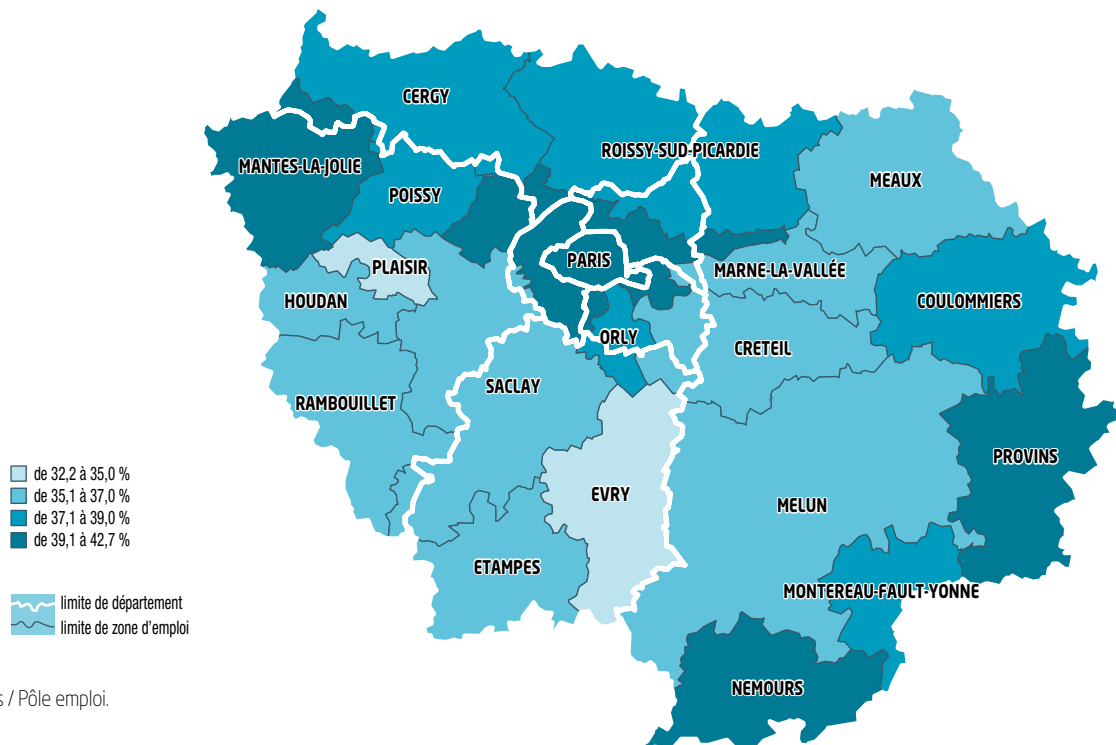 CERGY
ROISSY-SUD-PICARDIE
MANTES-LA-JOLIE
MEAUX
POISSY
PARIS
PLAISIR
MARNE-LA-VALLÉE
HOUDAN
COULOMMIERS
ORLY
CRETEIL
SACLAY
RAMBOUILLET
PROVINS
EVRY
MELUN
ETAMPES
MONTEREAU-FAULT-YONNE
NEMOURS
de 32,2 à 35,0 %
de 35,1 à 37,0 %
de 37,1 à 39,0 %
de 39,1 à 42,7 %
limite de département
limite de zone d'emploi
s / Pôle emploi.